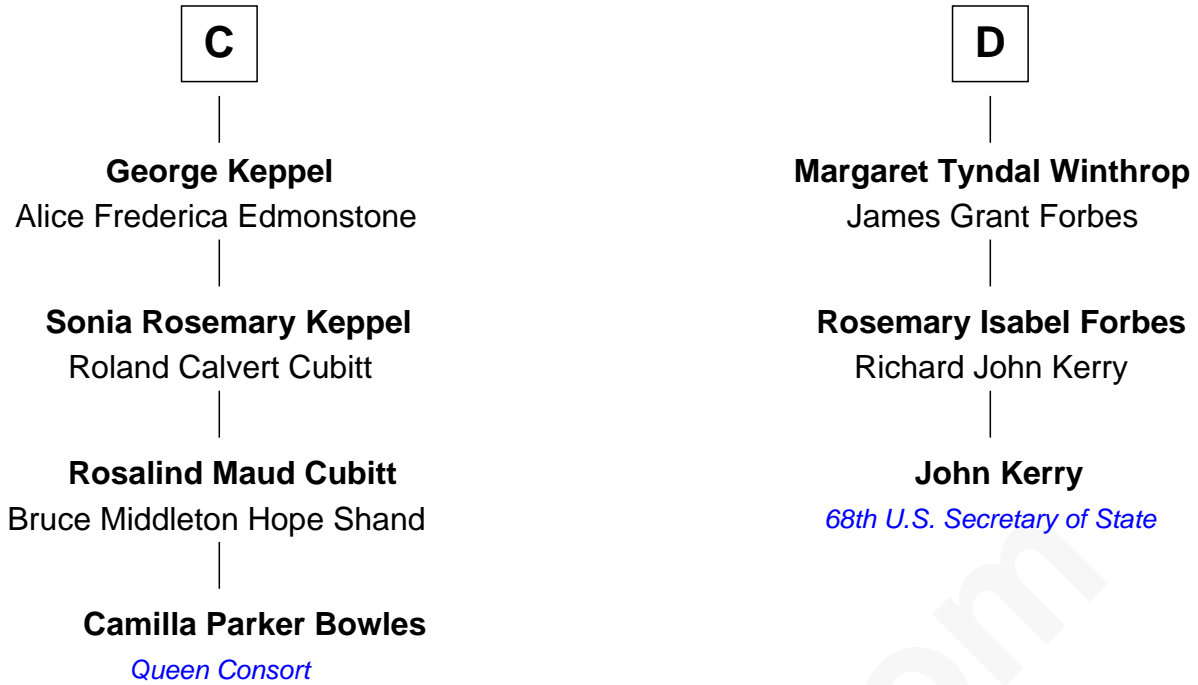 C
George Keppel
Alice Frederica Edmonstone
Sonia Rosemary Keppel
Roland Calvert Cubitt
Rosalind Maud Cubitt
Bruce Middleton Hope Shand
Camilla Parker Bowles
Queen Consort
D
Margaret Tyndal Winthrop
James Grant Forbes
Rosemary Isabel Forbes
Richard John Kerry
John Kerry
68th U.S. Secretary of State